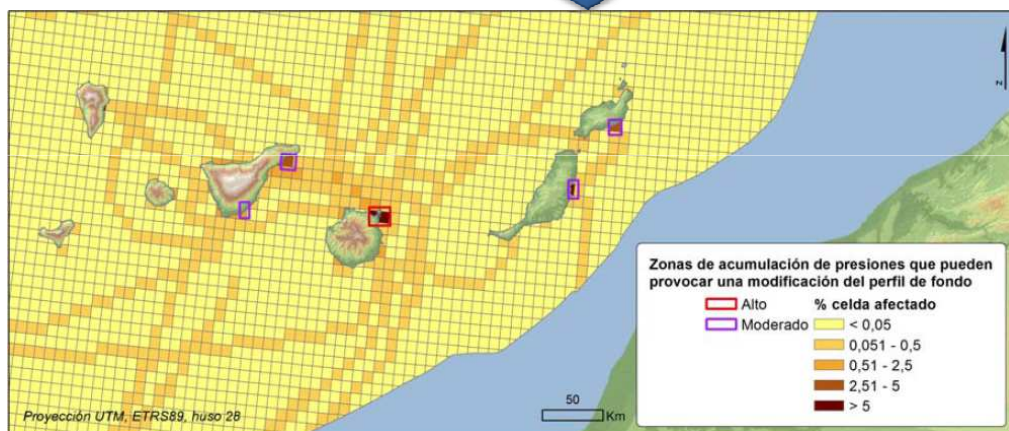 z
Zonas de acumulación de presiones que pueden
provocar una modificación del perfil de fondo
Alto
Moderado
% celda afectado
< 0,05
0,051 - 0,5
0,51 - 2,5
2,51 - 5
> 5
50
Km
Proyección UTM, ETRS89, huso 28